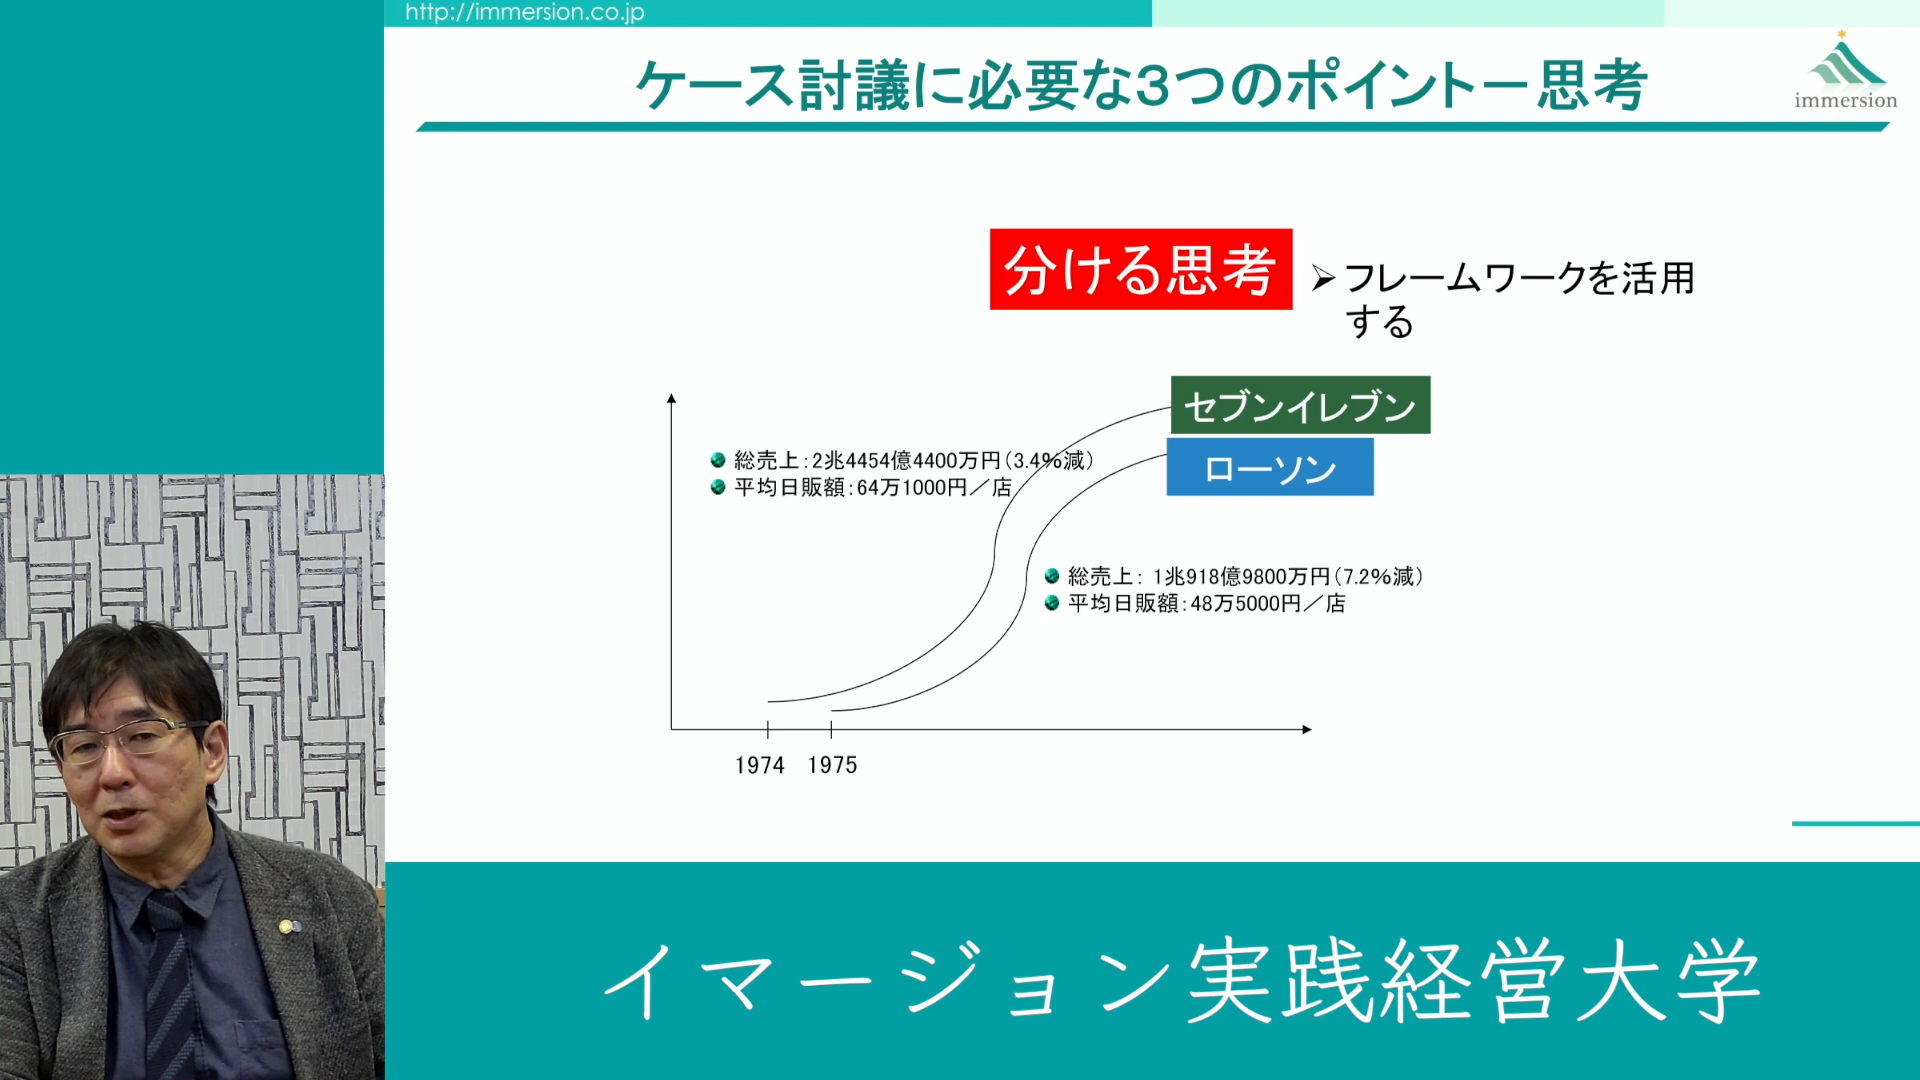 http://immersion.co.jp
ケース討議に必要な3つのポイント－思考
immersion
分ける思考
フレームワークを活用
する
セブンイレブン
ローソン
総売上：2兆4454億4400万円（3.4％減）
平均日販額：64万1000円／店
総売上： 1兆918億9800万円（7.2％減）
平均日販額：48万5000円／店
1974 1975
イマージョン実践経営大学